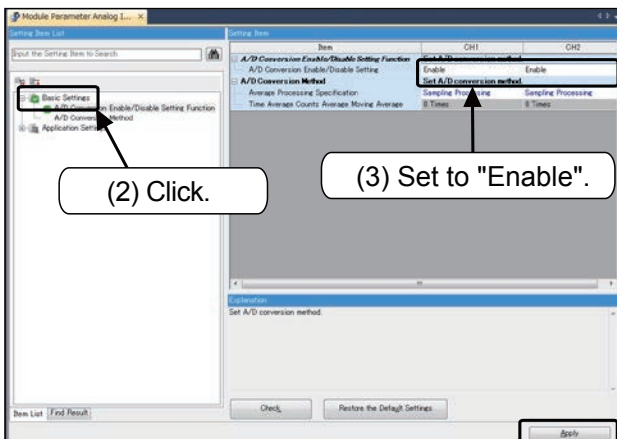 Module Parameter Analog I...
Setting Item List
Setting Item
Input the Setting Item to Search
Item CH1 CH2
A/D Conversion Enable/Disable Setting Function Set A/D conversion method.
A/D Conversion Enable/Disable Setting Enable Enable
A/D Conversion Method Set A/D conversion method.
Average Processing Specification Sampling Processing Sampling Processing
Time Average Counts Average Moving Average 0 Times 0 Times
Basic Settings
A/D Conversion Enable/Disable Setting Function
A/D Conversion Method
Application Setting
(2) Click.
(3) Set to "Enable".
Explanation
Set A/D conversion method.
Check
Restore the Default Settings
Item List Find Result
Apply